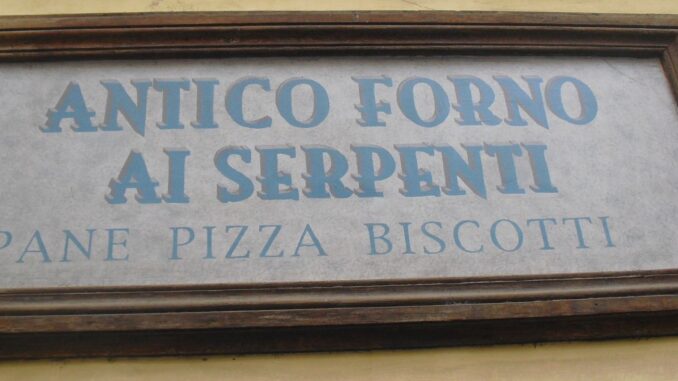 ANTICO FORNO
AI SERPENTI
PANE PIZZA BISCOTTI